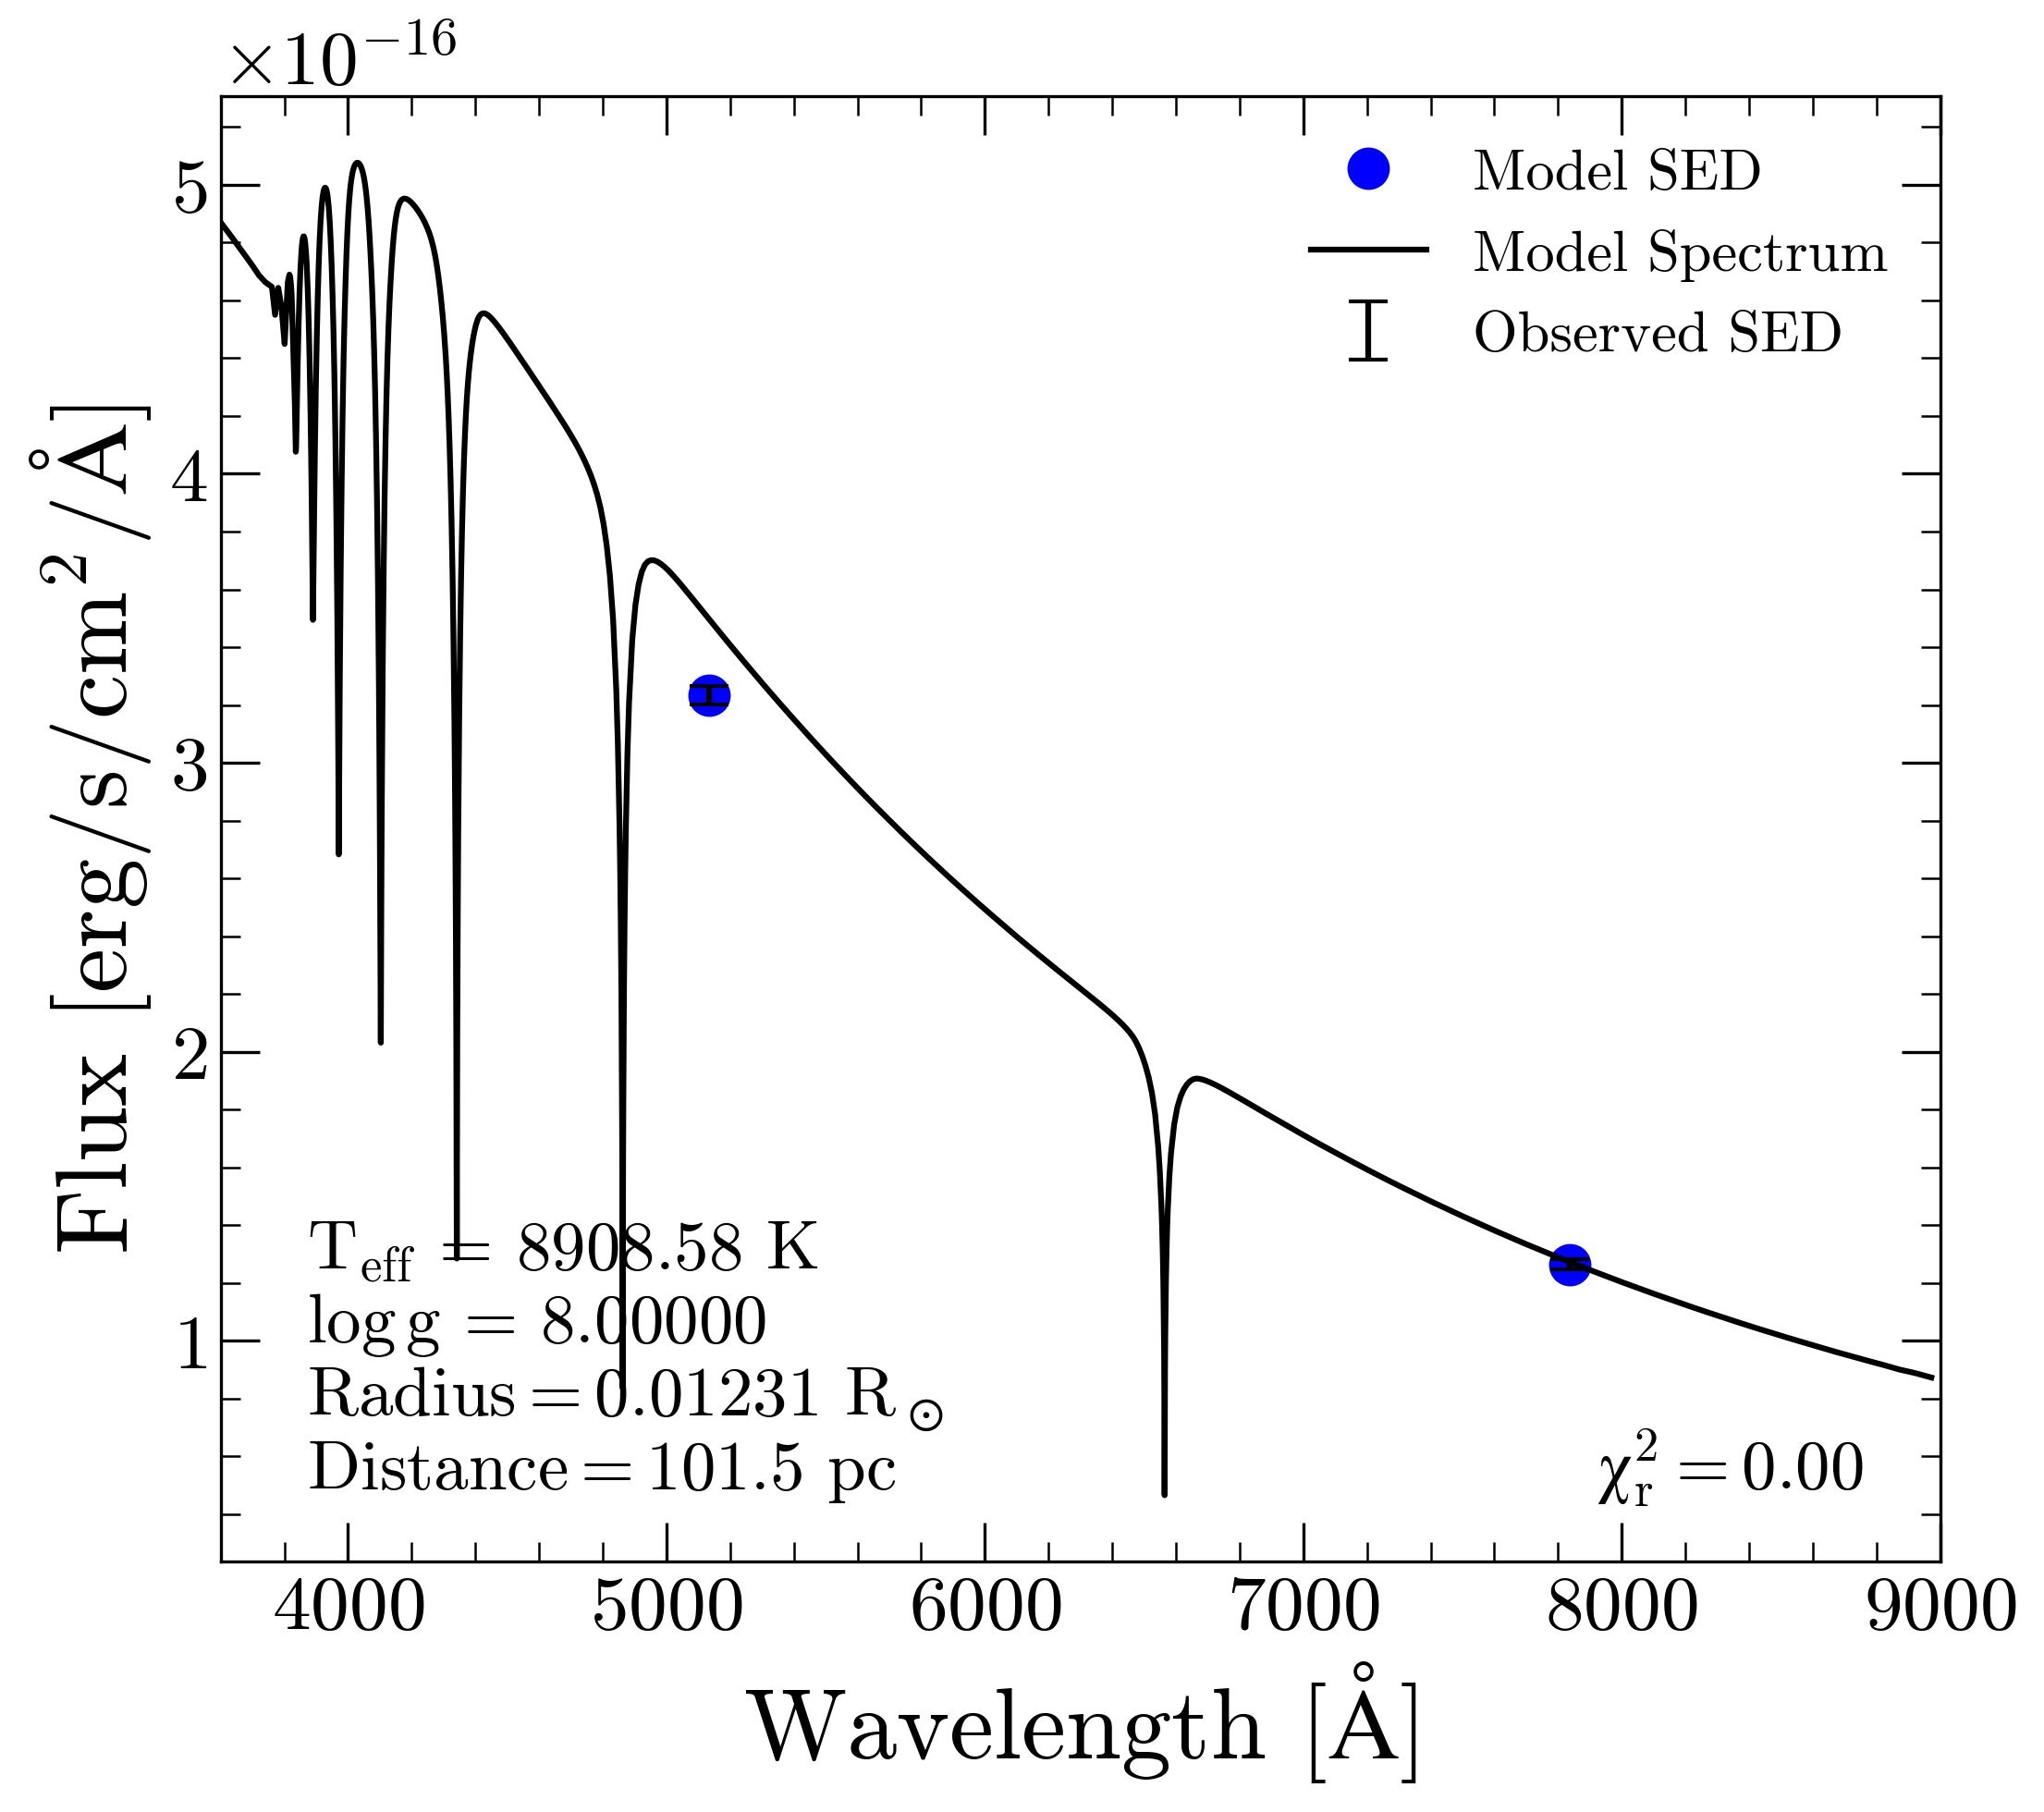 ×10⁻¹⁶
Flux [erg/s/cm²/Å]
5
4
3
2
1
Model SED
Model Spectrum
Observed SED
T_eff = 8908.58 K
log g = 8.00000
Radius = 0.01231 R_⊙
Distance = 101.5 pc
χ²_r = 0.00
4000 5000 6000 7000 8000 9000
Wavelength [Å]